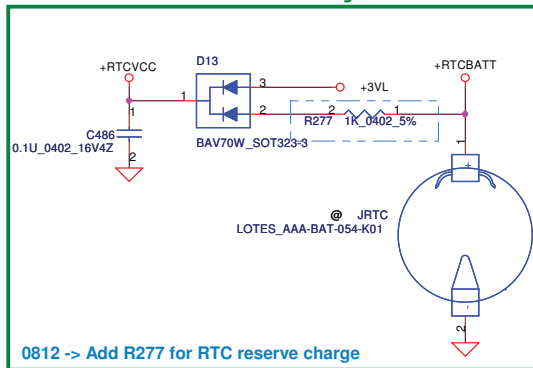 D13
+RTCVCC
+RTCBATT
3
+3VL
1
2
2
R277
1K_0402_5%
1
1
C486
0.1U_0402_16V4Z
2
BAV70W_SOT323-3
1
+
@ JRTC
LOTES_AAA-BAT-054-K01
-
2
0812 -> Add R277 for RTC reserve charge